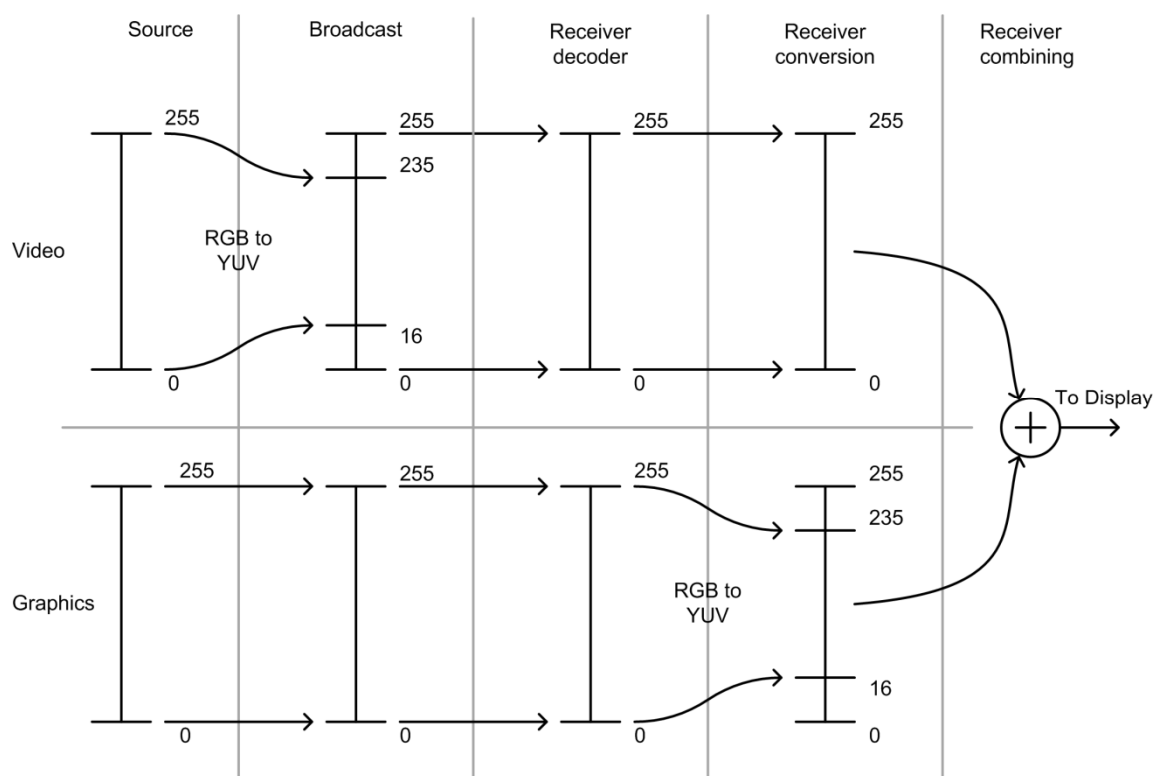 Source
Broadcast
Receiver
decoder
Receiver
conversion
Receiver
combining
255
255
235
255
255
Video
RGB to
YUV
16
0
0
0
0
To Display
255
255
255
255
235
Graphics
RGB to
YUV
16
0
0
0
0